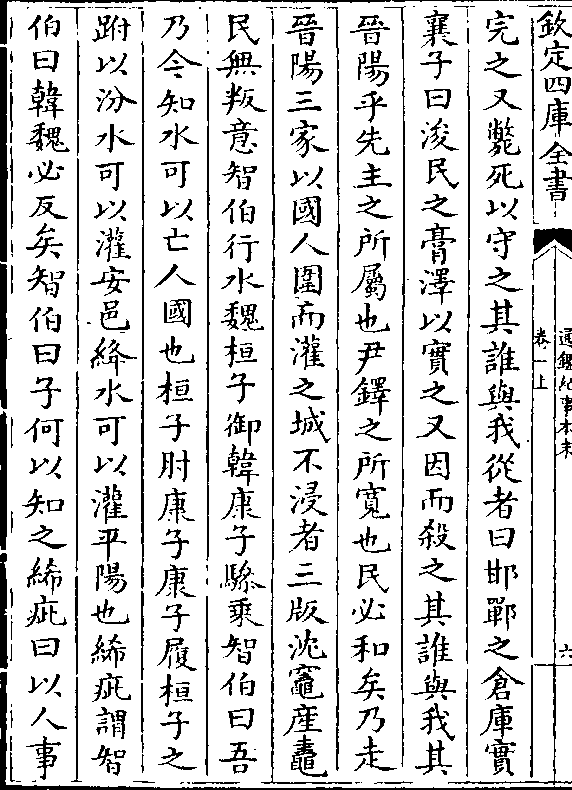 欽定四庫全書
通鑑紀事本末
卷一上
六
完之又斃死以守之其誰與我從者曰邯鄲之倉庫實
襄子曰浚民之膏澤以實之又因而殺之其誰與我其
晉陽乎先主之所屬也尹鐸之所寛也民必和矣乃走
晉陽三家以國人圍而灌之城不浸者三版沈竈産鼃
民無叛意智伯行水魏桓子御韓康子驂乘智伯曰吾
乃今知水可以亡人國也桓子肘康子康子履桓子之
跗以汾水可以灌安邑絳水可以灌平陽也絺疵謂智
伯曰韓魏必反矣智伯曰子何以知之絺疵曰以人事